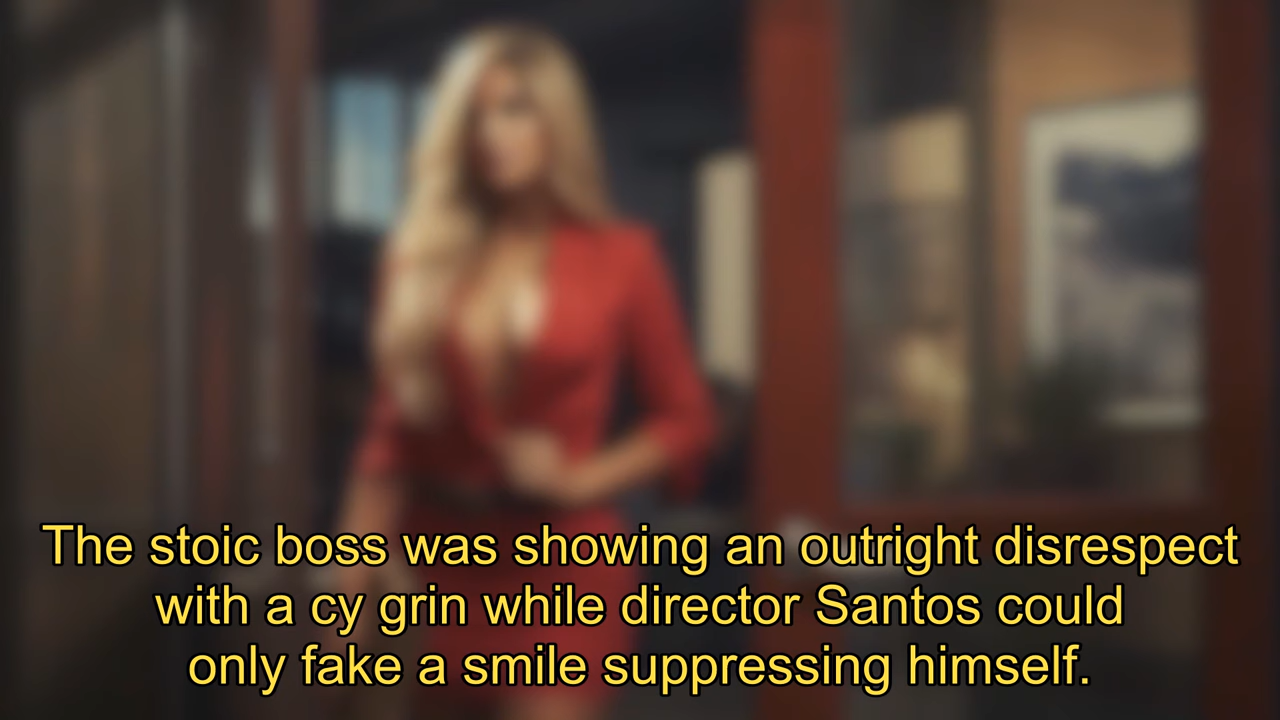 The stoic boss was showing an outright disrespect
with a cy grin while director Santos could
only fake a smile suppressing himself.